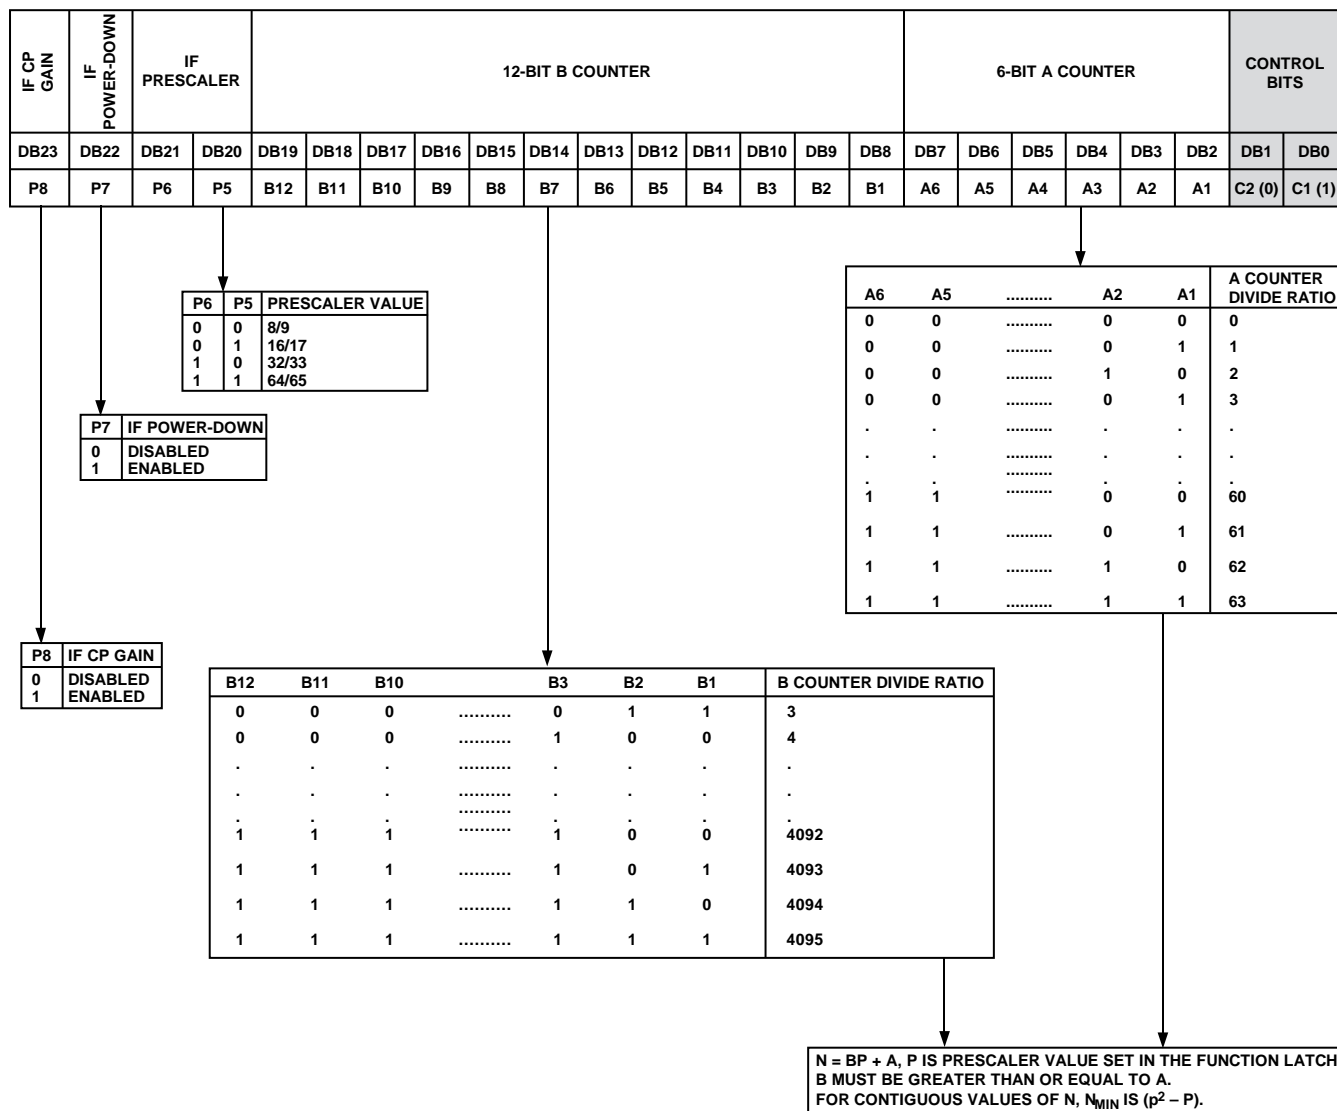 IF CP GAIN
IF POWER-DOWN
IF PRESCALER
12-BIT B COUNTER
6-BIT A COUNTER
CONTROL BITS
DB23 DB22 DB21 DB20 DB19 DB18 DB17 DB16 DB15 DB14 DB13 DB12 DB11 DB10 DB9 DB8 DB7 DB6 DB5 DB4 DB3 DB2 DB1 DB0
P8 P7 P6 P5 B12 B11 B10 B9 B8 B7 B6 B5 B4 B3 B2 B1 A6 A5 A4 A3 A2 A1 C2 (0) C1 (1)
P6 P5 PRESCALER VALUE
0 0 8/9
0 1 16/17
1 0 32/33
1 1 64/65
P7 IF POWER-DOWN
0 DISABLED
1 ENABLED
P8 IF CP GAIN
0 DISABLED
1 ENABLED
A6 A5 .......... A2 A1 A COUNTER DIVIDE RATIO
0 0 .......... 0 0 0
0 0 .......... 0 1 1
0 0 .......... 1 0 2
0 0 .......... 0 1 3
. . .......... . . .
. . .......... . . .
. . .......... . . .
1 1 .......... 0 0 60
1 1 .......... 0 1 61
1 1 .......... 1 0 62
1 1 .......... 1 1 63
B12 B11 B10 B3 B2 B1 B COUNTER DIVIDE RATIO
0 0 0 .......... 0 1 1 3
0 0 0 .......... 1 0 0 4
. . . .......... . . . .
. . . .......... . . . .
. . . .......... . . . .
1 1 1 .......... 1 0 0 4092
1 1 1 .......... 1 0 1 4093
1 1 1 .......... 1 1 0 4094
1 1 1 .......... 1 1 1 4095
N = BP + A, P IS PRESCALER VALUE SET IN THE FUNCTION LATCH
B MUST BE GREATER THAN OR EQUAL TO A.
FOR CONTIGUOUS VALUES OF N, NMIN IS (p² – P).